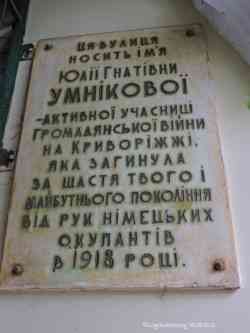 ЦЯ ВУЛИЦЯ
НОСИТЬ ІМ'Я
ЮЛІЇ ГНАТІВНИ
УМНІКОВОЇ
–АКТИВНОЇ УЧАСНИЦІ
ГРОМАДЯНСЬКОЇ ВІЙНИ
НА КРИВОРІЖЖІ,
ЯКА ЗАГИНУЛА
ЗА ЩАСТЯ ТВОГО І
МАЙБУТНЬОГО ПОКОЛІННЯ
ВІД РУК НІМЕЦЬКИХ
ОКУПАНТІВ
В 1918 РОЦІ.